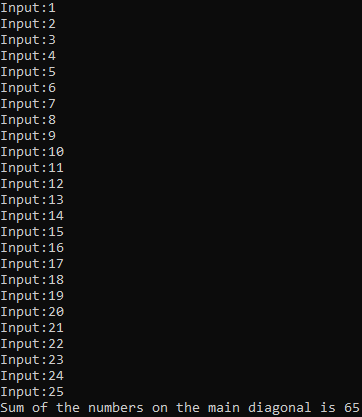 Input:1
Input:2
Input:3
Input:4
Input:5
Input:6
Input:7
Input:8
Input:9
Input:10
Input:11
Input:12
Input:13
Input:14
Input:15
Input:16
Input:17
Input:18
Input:19
Input:20
Input:21
Input:22
Input:23
Input:24
Input:25
Sum of the numbers on the main diagonal is 65